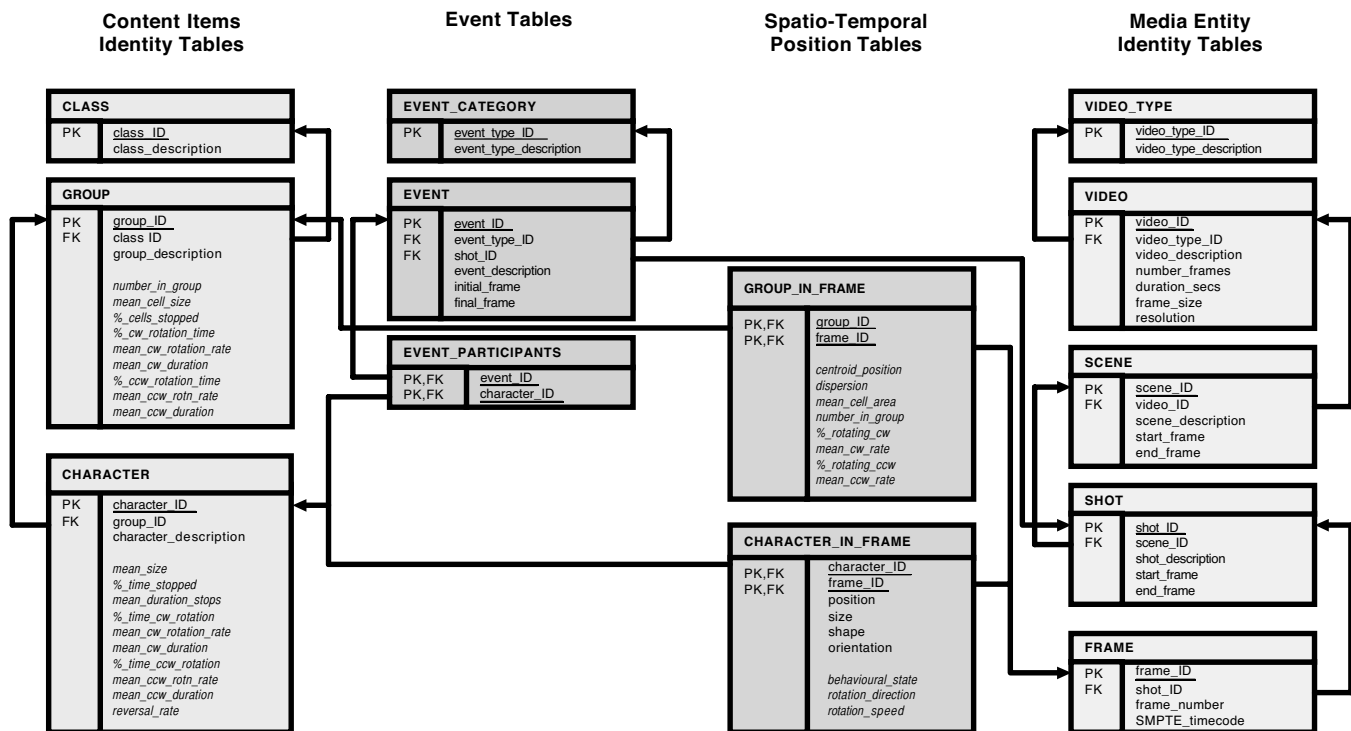 Content Items
Identity Tables
Event Tables
Spatio-Temporal
Position Tables
Media Entity
Identity Tables
CLASS
PK class_ID
class_description
GROUP
PK group_ID
FK class ID
group_description
number_in_group
mean_cell_size
%_cells_stopped
%_cw_rotation_time
mean_cw_rotation_rate
mean_cw_duration
%_ccw_rotation_time
mean_ccw_rotn_rate
mean_ccw_duration
CHARACTER
PK character_ID
FK group_ID
character_description
mean_size
%_time_stopped
mean_duration_stops
%_time_cw_rotation
mean_cw_rotation_rate
mean_cw_duration
%_time_ccw_rotation
mean_ccw_rotn_rate
mean_ccw_duration
reversal_rate
EVENT_CATEGORY
PK event_type_ID
event_type_description
EVENT
PK event_ID
FK event_type_ID
FK shot_ID
event_description
initial_frame
final_frame
EVENT_PARTICIPANTS
PK,FK event_ID
PK,FK character_ID
GROUP_IN_FRAME
PK,FK group_ID
PK,FK frame_ID
centroid_position
dispersion
mean_cell_area
number_in_group
%_rotating_cw
mean_cw_rate
%_rotating_ccw
mean_ccw_rate
CHARACTER_IN_FRAME
PK,FK character_ID
PK,FK frame_ID
position
size
shape
orientation
behavioural_state
rotation_direction
rotation_speed
VIDEO_TYPE
PK video_type_ID
video_type_description
VIDEO
PK video_ID
FK video_type_ID
video_description
number_frames
duration_secs
frame_size
resolution
SCENE
PK scene_ID
FK video_ID
scene_description
start_frame
end_frame
SHOT
PK shot_ID
FK scene_ID
shot_description
start_frame
end_frame
FRAME
PK frame_ID
FK shot_ID
frame_number
SMPTE_timecode